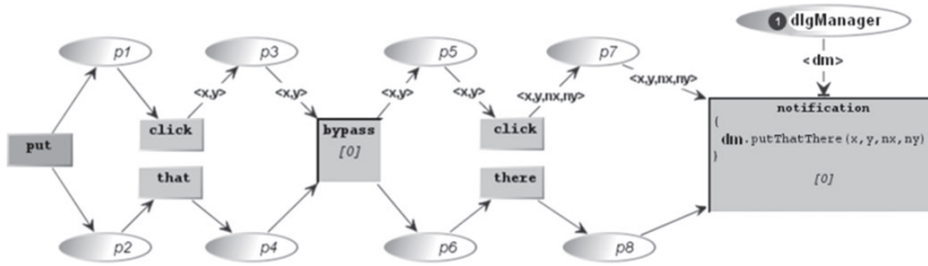 1 dlgManager
p1
p3
p5
p7
<dm>
<x,y>
<x,y>
<x,y>
<x,y>
<x,y,nx,ny>
<x,y,nx,ny>
put
click
that
bypass
[0]
click
there
notification
{
dm.putThatThere(x,y,nx,ny)
}
[0]
p2
p4
p6
p8